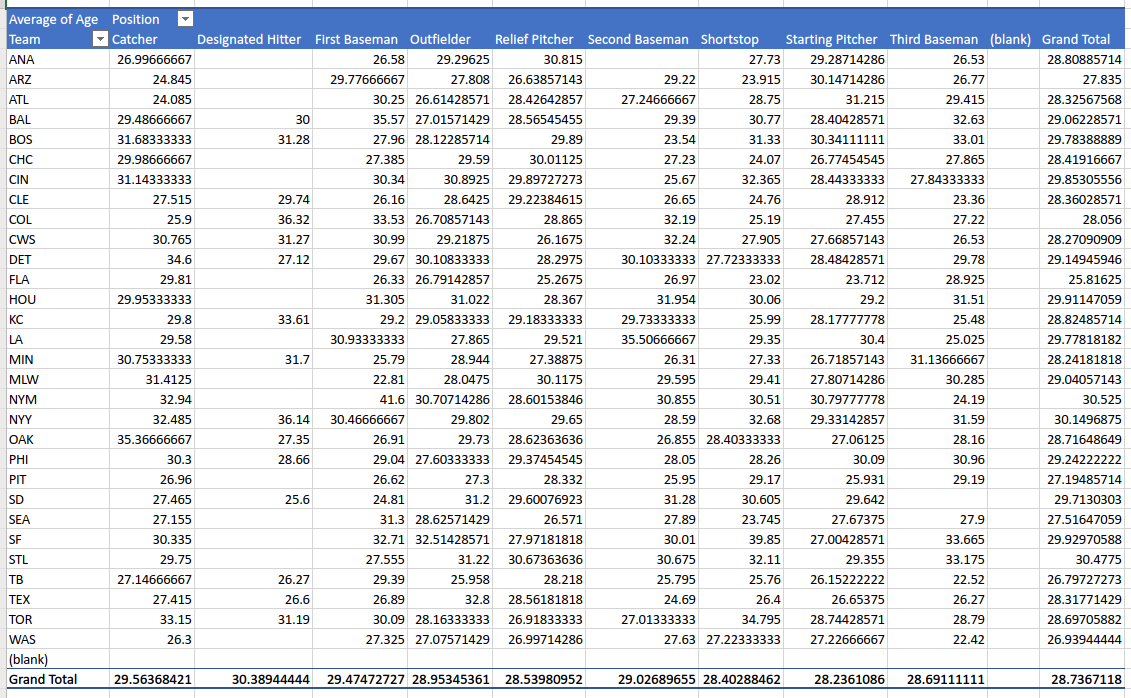 Average of Age Position
Team Catcher Designated Hitter First Baseman Outfielder Relief Pitcher Second Baseman Shortstop Starting Pitcher Third Baseman (blank) Grand Total
ANA 26.99666667 26.58 29.29625 30.815 27.73 29.28714286 26.53 28.80885714
ARZ 24.845 29.77666667 27.808 26.63857143 29.22 23.915 30.14714286 26.77 27.835
ATL 24.085 30.25 26.61428571 28.42642857 27.24666667 28.75 31.215 29.415 28.32567568
BAL 29.48666667 30 35.57 27.01571429 28.56545455 29.39 30.77 28.40428571 32.63 29.06228571
BOS 31.68333333 31.28 27.96 28.12285714 29.89 23.54 31.33 30.34111111 33.01 29.78388889
CHC 29.98666667 27.385 29.59 30.01125 27.23 24.07 26.77454545 27.865 28.41916667
CIN 31.14333333 30.34 30.8925 29.89727273 25.67 32.365 28.44333333 27.84333333 29.85305556
CLE 27.515 29.74 26.16 28.6425 29.22384615 26.65 24.76 28.912 23.36 28.36028571
COL 25.9 36.32 33.53 26.70857143 28.865 32.19 25.19 27.455 27.22 28.056
CWS 30.765 31.27 30.99 29.21875 26.1675 32.24 27.905 27.66857143 26.53 28.27090909
DET 34.6 27.12 29.67 30.10833333 28.2975 30.10333333 27.72333333 28.48428571 29.78 29.14945946
FLA 29.81 26.33 26.79142857 25.2675 26.97 23.02 23.712 28.925 25.81625
HOU 29.95333333 31.305 31.022 28.367 31.954 30.06 29.2 31.51 29.91147059
KC 29.8 33.61 29.2 29.05833333 29.18333333 29.73333333 25.99 28.17777778 25.48 28.82485714
LA 29.58 30.93333333 27.865 29.521 35.50666667 29.35 30.4 25.025 29.77818182
MIN 30.75333333 31.7 25.79 28.944 27.38875 26.31 27.33 26.71857143 31.13666667 28.24181818
MLW 31.4125 22.81 28.0475 30.1175 29.595 29.41 27.80714286 30.285 29.04057143
NYM 32.94 41.6 30.70714286 28.60153846 30.855 30.51 30.79777778 24.19 30.525
NYY 32.485 36.14 30.46666667 29.802 29.65 28.59 32.68 29.33142857 31.59 30.1496875
OAK 35.36666667 27.35 26.91 29.73 28.62363636 26.855 28.40333333 27.06125 28.16 28.71648649
PHI 30.3 28.66 29.04 27.60333333 29.37454545 28.05 28.26 30.09 30.96 29.24222222
PIT 26.96 26.62 27.3 28.332 25.95 29.17 25.931 29.19 27.19485714
SD 27.465 25.6 24.81 31.2 29.60076923 31.28 30.605 29.642 29.7130303
SEA 27.155 31.3 28.62571429 26.571 27.89 23.745 27.67375 27.9 27.51647059
SF 30.335 32.71 32.51428571 27.97181818 30.01 39.85 27.00428571 33.665 29.92970588
STL 29.75 27.555 31.22 30.67363636 30.675 32.11 29.355 33.175 30.4775
TB 27.14666667 26.27 29.39 25.958 28.218 25.795 25.76 26.15222222 22.52 26.79727273
TEX 27.415 26.6 26.89 32.8 28.56181818 24.69 26.4 26.65375 26.27 28.31771429
TOR 33.15 31.19 30.09 28.16333333 26.91833333 27.01333333 34.795 28.74428571 28.79 28.69705882
WAS 26.3 27.325 27.07571429 26.99714286 27.63 27.22333333 27.22666667 22.42 26.93944444
(blank)
Grand Total 29.56368421 30.38944444 29.47472727 28.95345361 28.53980952 29.02689655 28.40288462 28.2361086 28.69111111 28.7367118